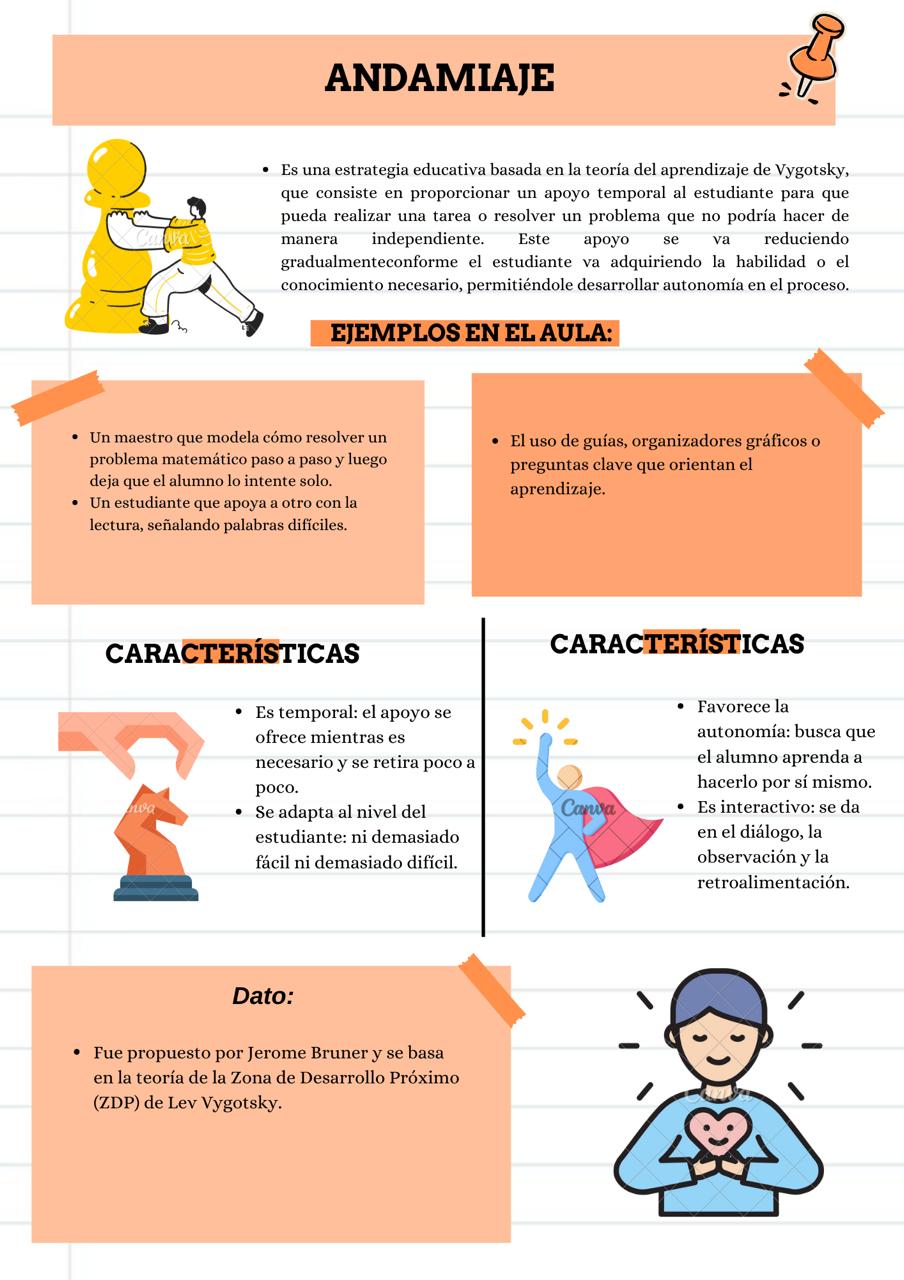 ANDAMIAJE
Es una estrategia educativa basada en la teoría del aprendizaje de Vygotsky,
que consiste en proporcionar un apoyo temporal al estudiante para que
pueda realizar una tarea o resolver un problema que no podría hacer de
manera independiente. Este apoyo se va reduciendo
gradualmenteconforme el estudiante va adquiriendo la habilidad o el
conocimiento necesario, permitiéndole desarrollar autonomía en el proceso.
Canva
EJEMPLOS EN EL AULA:
Un maestro que modela cómo resolver un
problema matemático paso a paso y luego
deja que el alumno lo intente solo.
Un estudiante que apoya a otro con la
lectura, señalando palabras difíciles.
El uso de guías, organizadores gráficos o
preguntas clave que orientan el
aprendizaje.
CARACTERÍSTICAS
Es temporal: el apoyo se
ofrece mientras es
necesario y se retira poco a
poco.
Se adapta al nivel del
estudiante: ni demasiado
fácil ni demasiado difícil.
CARACTERÍSTICAS
Favorece la
autonomía: busca que
el alumno aprenda a
hacerlo por sí mismo.
Es interactivo: se da
en el diálogo, la
observación y la
retroalimentación.
Canva
Dato:
Fue propuesto por Jerome Bruner y se basa
en la teoría de la Zona de Desarrollo Próximo
(ZDP) de Lev Vygotsky.
Canva